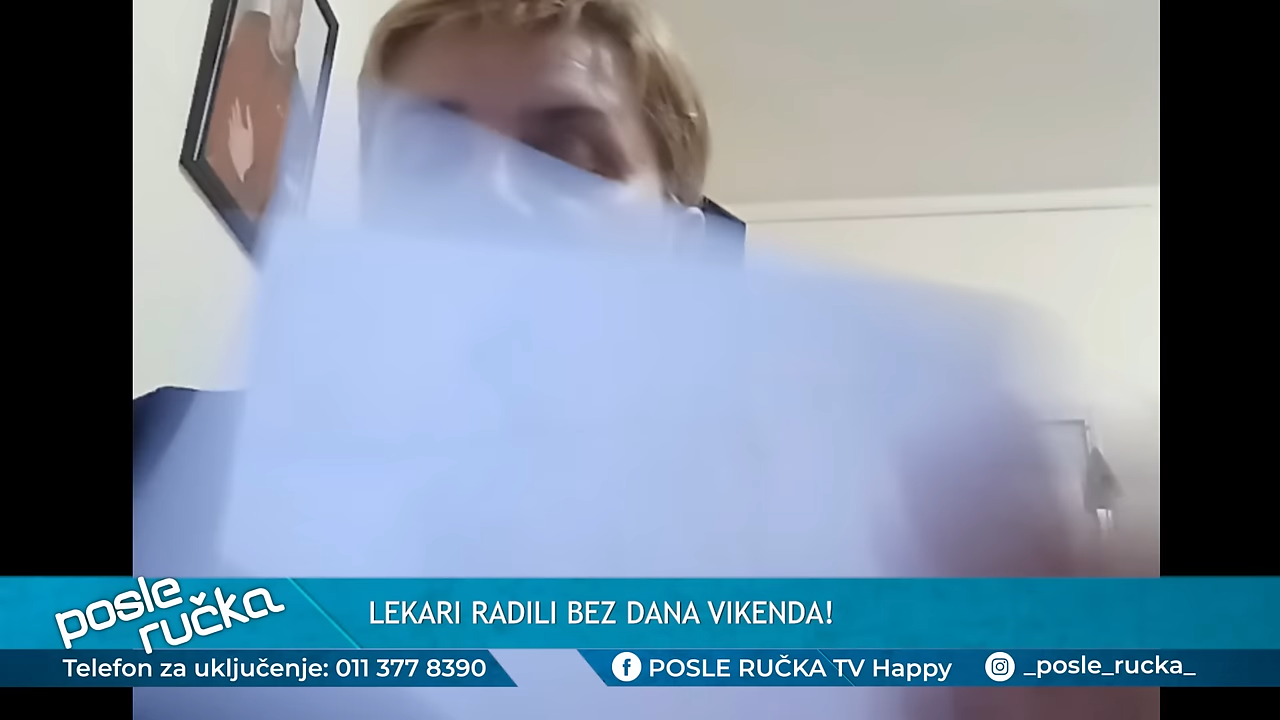 LEKARI RADILI BEZ DANA VIKENDA!
posle
ručka
Telefon za uključenje: 011 377 8390
POSLE RUČKA TV Happy
_posle_rucka_